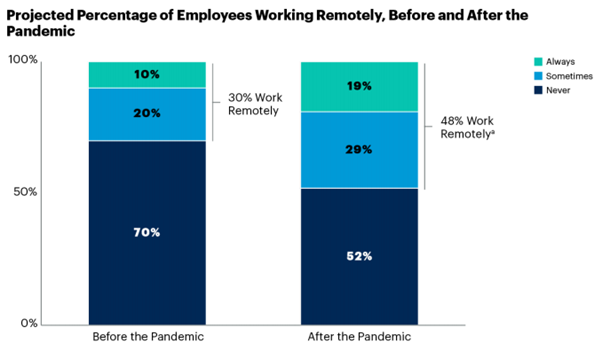 Projected Percentage of Employees Working Remotely, Before and After the
Pandemic
100%
50%
0%
10%
20%
70%
30% Work
Remotely
19%
29%
52%
48% Work
Remotelyᵃ
Always
Sometimes
Never
Before the Pandemic
After the Pandemic